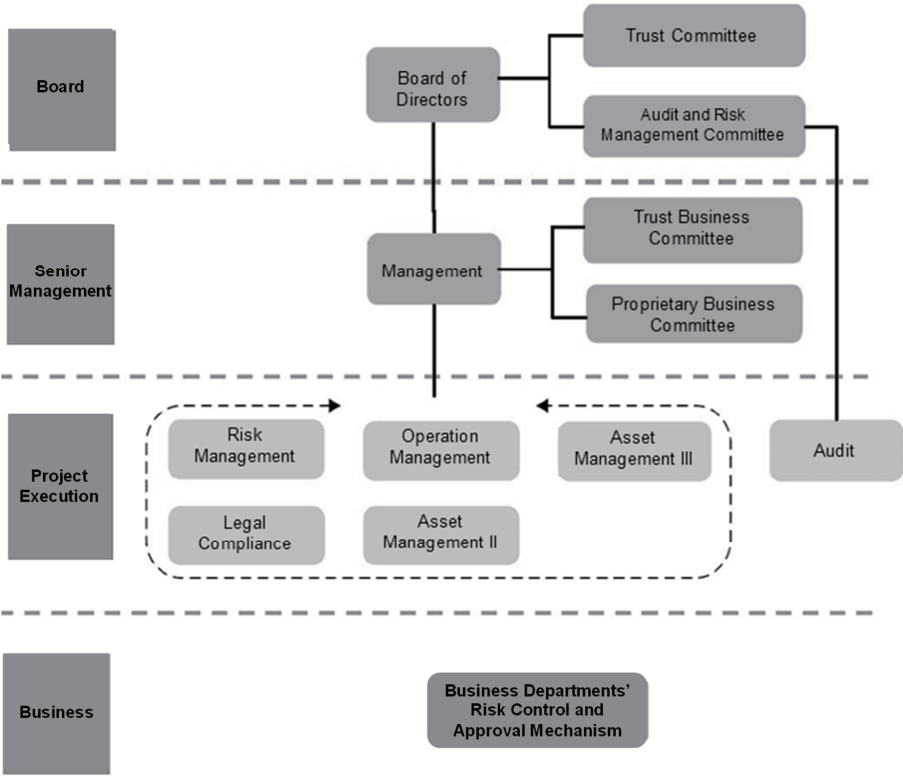 Board
Board of
Directors
Trust Committee
Audit and Risk
Management Committee
Senior
Management
Management
Trust Business
Committee
Proprietary Business
Committee
Project
Execution
Risk
Management
Operation
Management
Asset
Management III
Audit
Legal
Compliance
Asset
Management II
Business
Business Departments’
Risk Control and
Approval Mechanism